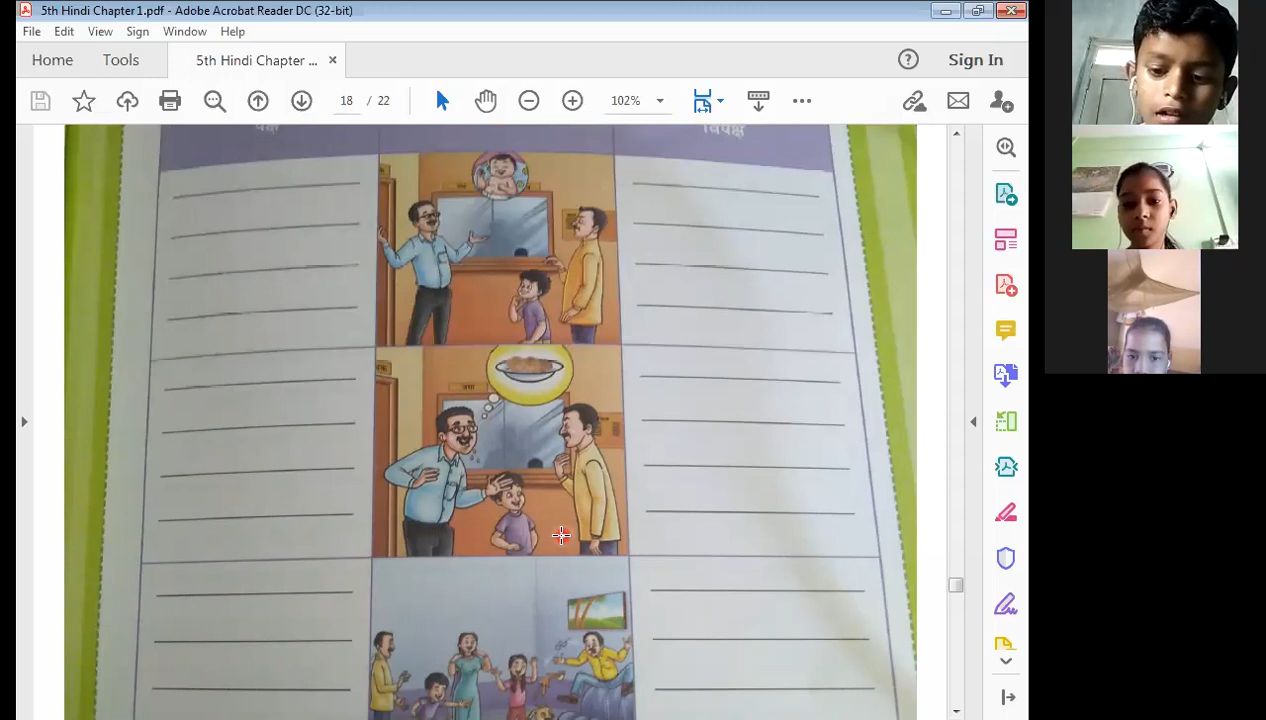 5th Hindi Chapter 1.pdf - Adobe Acrobat Reader DC (32-bit)
File Edit View Sign Window Help
Home Tools 5th Hindi Chapter ... × Sign In
18 / 22 102%
पक्ष विपक्ष